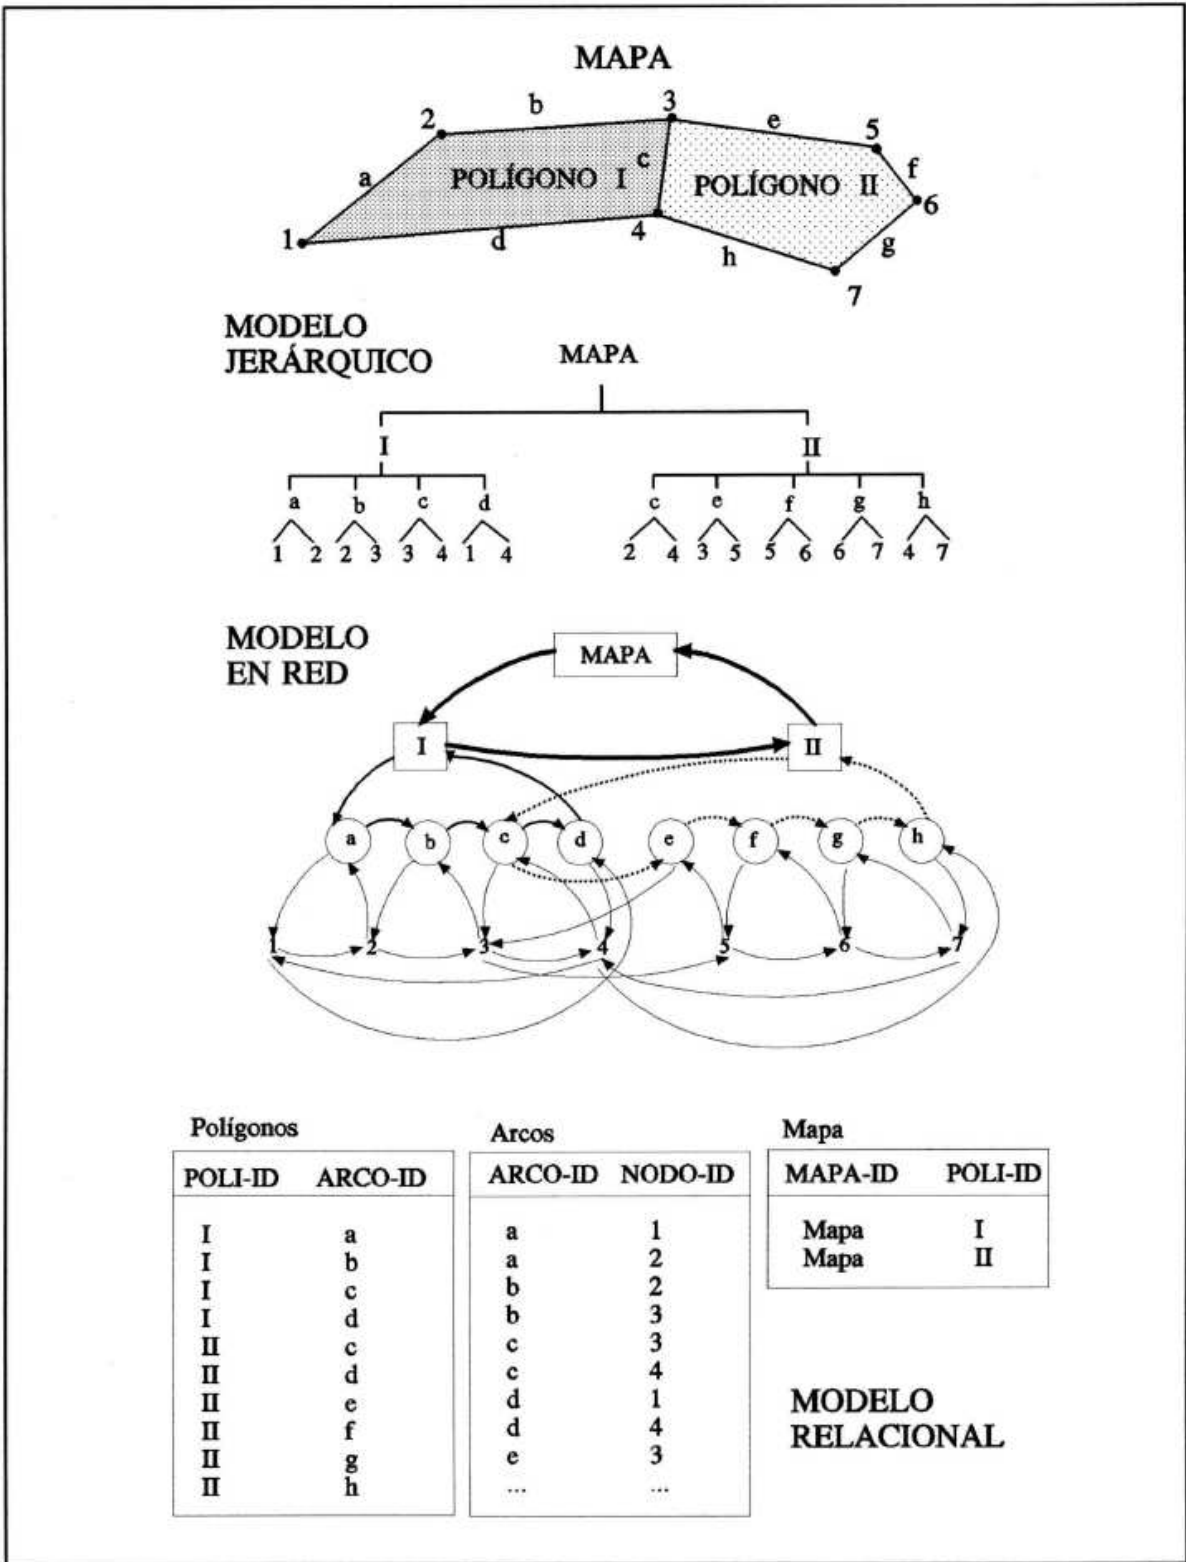 MAPA
b 3 e
2 5
a c f
POLÍGONO I POLÍGONO II
6
1 d 4 g
h
7
MODELO
JERÁRQUICO
MAPA
I II
a b c d c e f g h
1 2 2 3 3 4 1 4 2 4 3 5 5 6 6 7 4 7
MODELO
EN RED
MAPA
I II
a b c d e f g h
1 2 3 4 5 6 7
Polígonos
POLI-ID ARCO-ID
I a
I b
I c
I d
II c
II d
II e
II f
II g
II h
Arcos
ARCO-ID NODO-ID
a 1
a 2
b 2
b 3
c 3
c 4
d 1
d 4
e 3
... ...
Mapa
MAPA-ID POLI-ID
Mapa I
Mapa II
MODELO
RELACIONAL